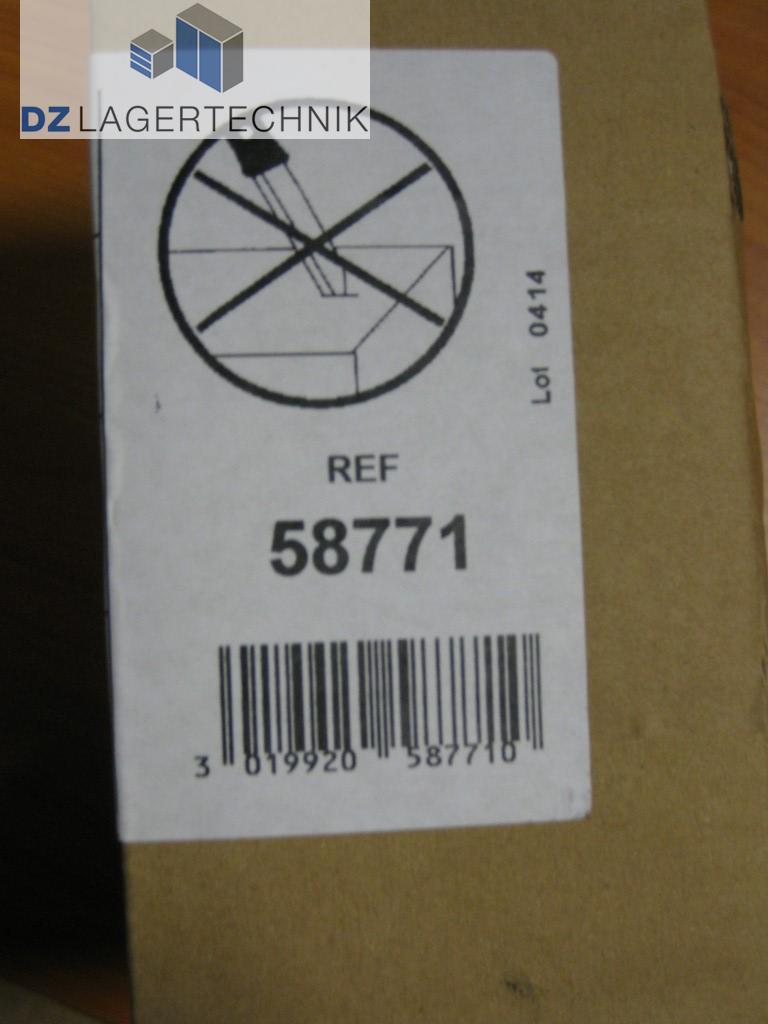 DZ LAGERTECHNIK
Lot 0414
REF
58771
3 019920 587710